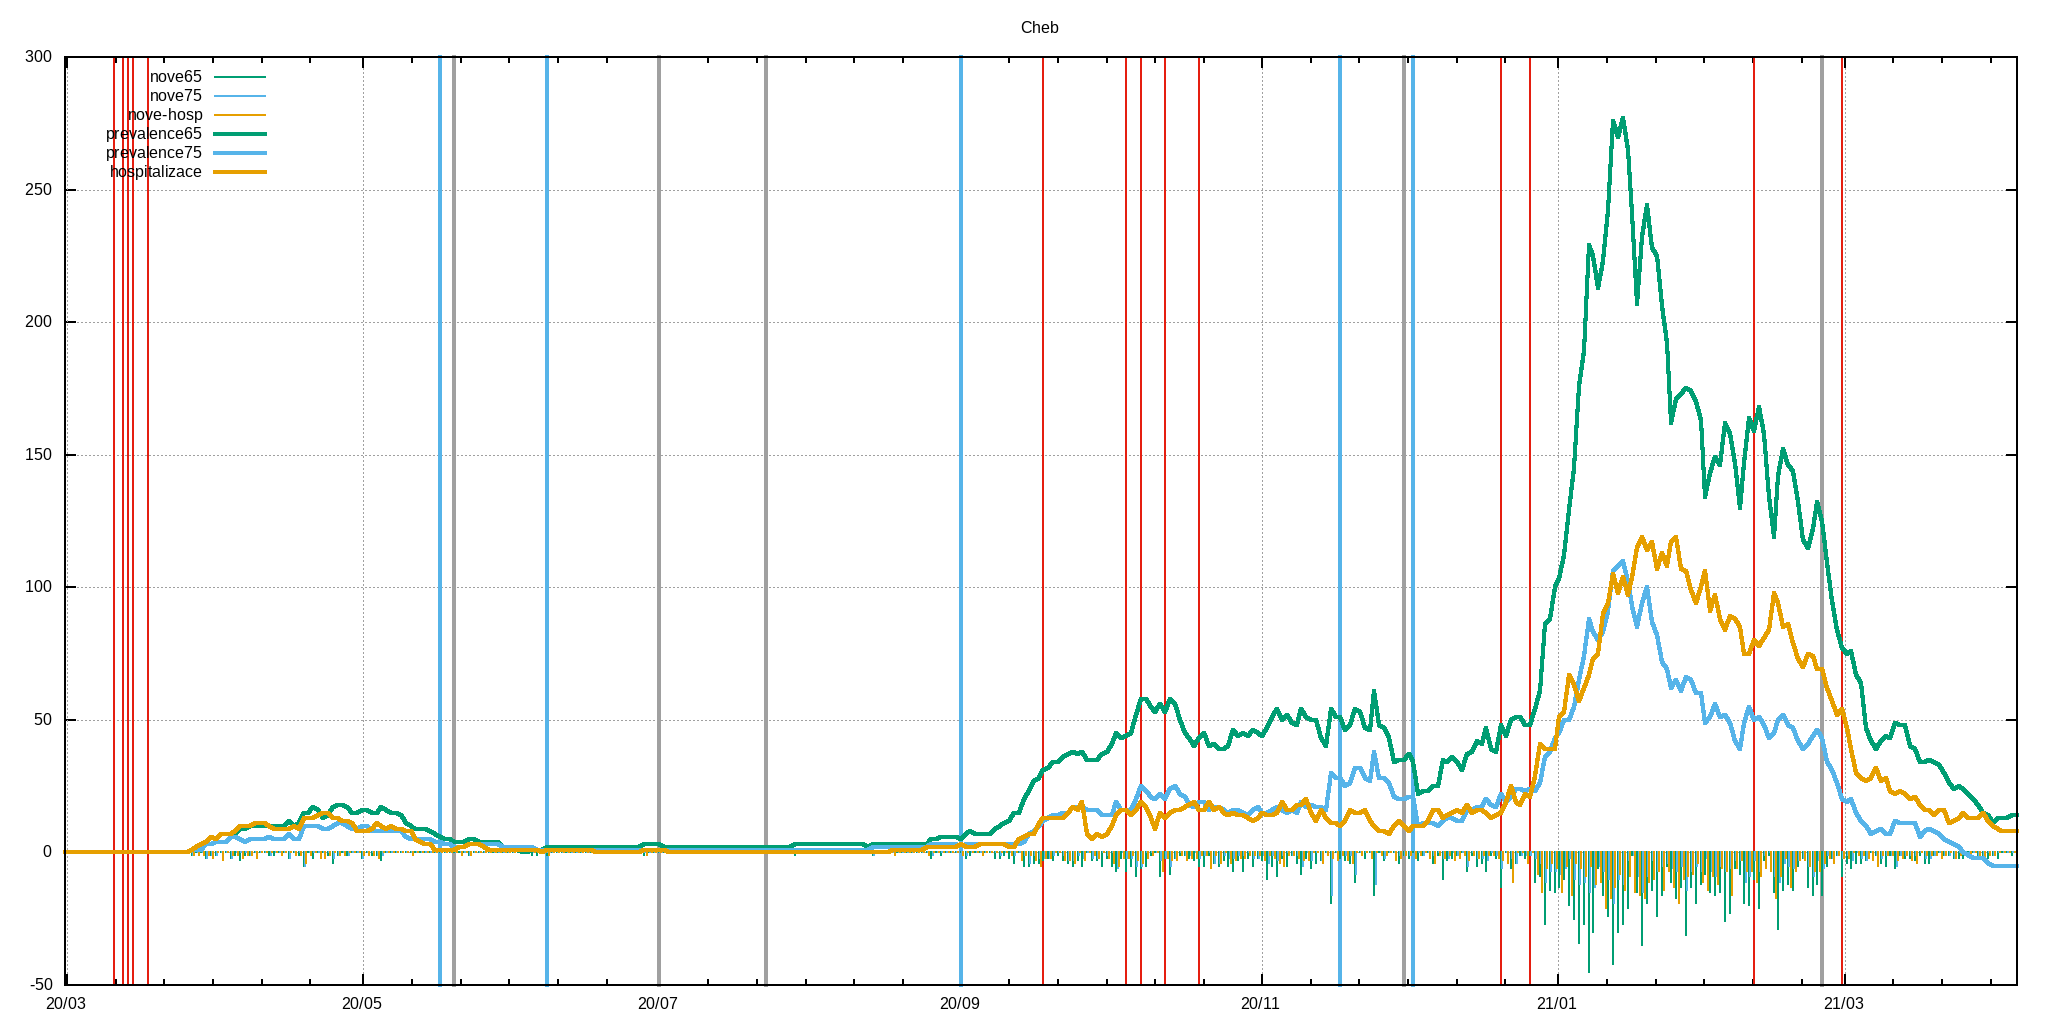 Cheb
300
nove65
nove75
nove-hosp
prevalence65
prevalence75
hospitalizace
250
200
150
100
50
0
-50
20/03 20/05 20/07 20/09 20/11 21/01 21/03